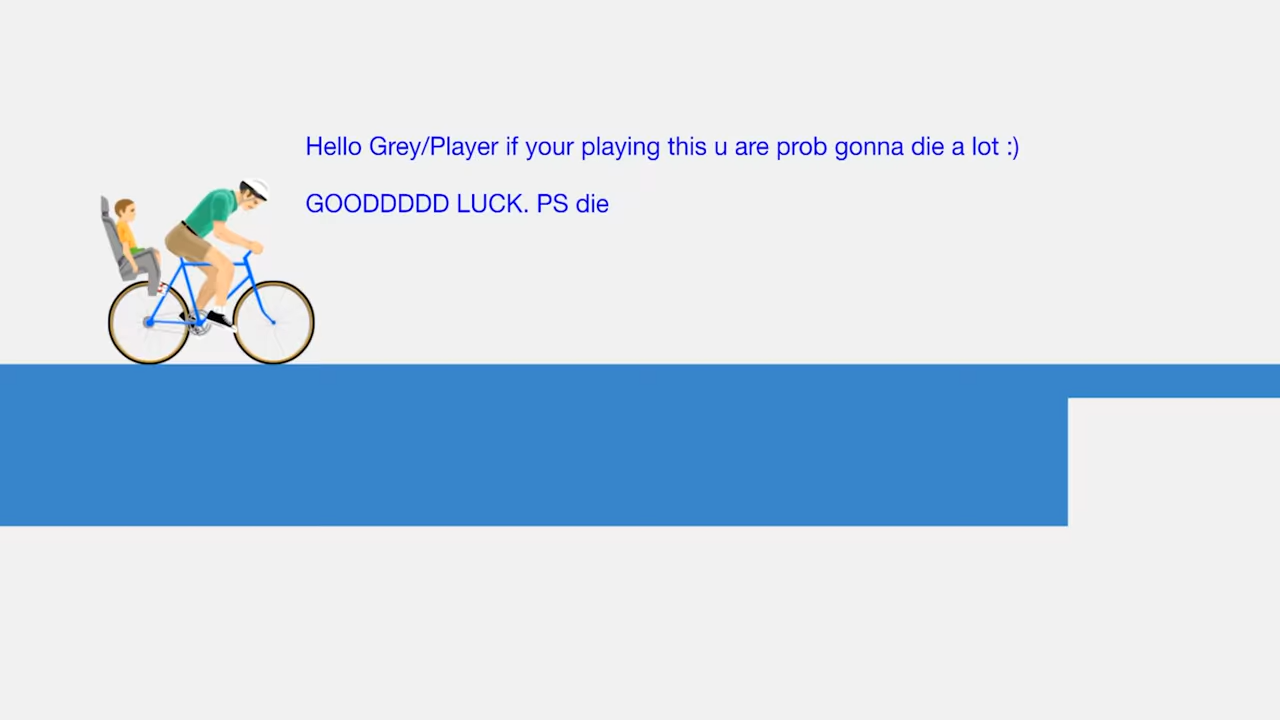 Hello Grey/Player if your playing this u are prob gonna die a lot :)
GOODDDDD LUCK. PS die